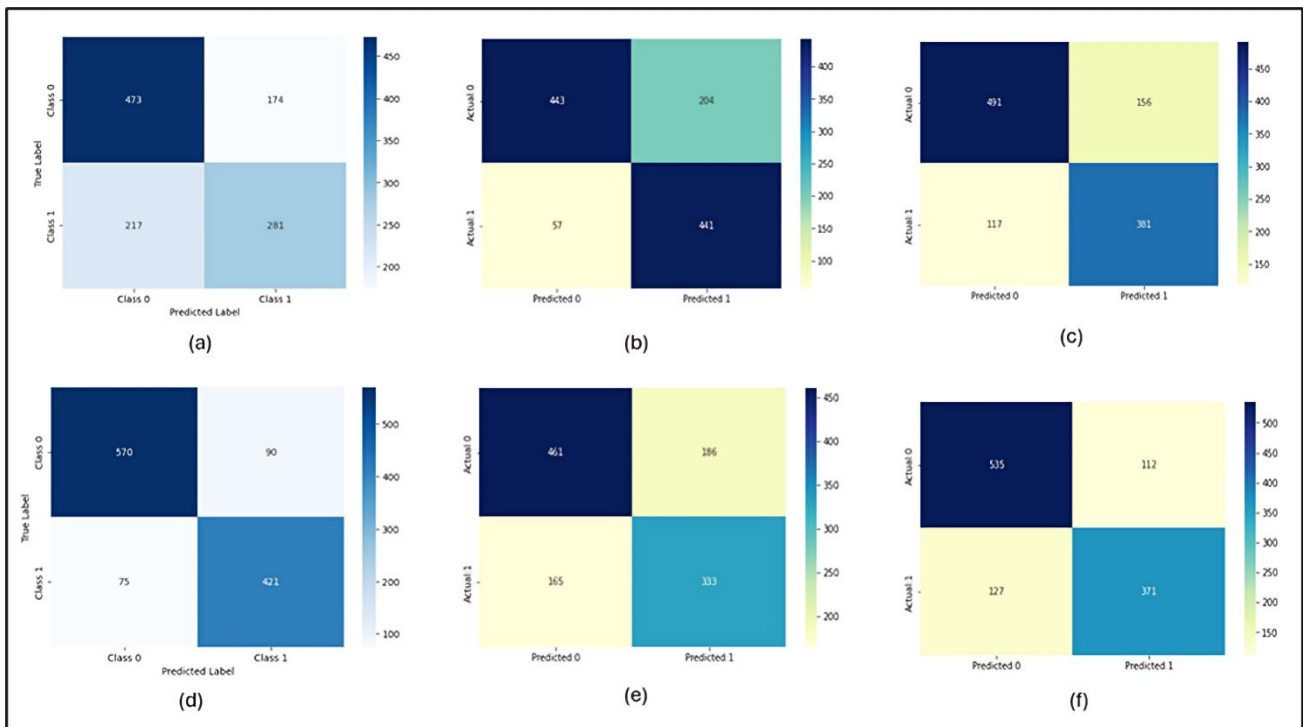 Class 0
473
174
True Label
Class 1
217
281
Class 0
Class 1
Predicted Label
450
400
350
300
250
200
(a)
Actual:0
443
204
Actual:1
57
441
Predicted 0
Predicted 1
400
350
300
250
200
150
100
(b)
Actual:0
491
156
Actual:1
117
381
Predicted 0
Predicted 1
450
400
350
300
250
200
150
(c)
Class 0
570
90
True Label
Class 1
75
421
Class 0
Class 1
Predicted Label
500
400
300
200
100
(d)
Actual:0
461
186
Actual:1
165
333
Predicted 0
Predicted:1
450
400
350
300
250
200
(e)
Actual:0
535
112
Actual:1
127
371
Predicted 0
Predicted 1
500
450
400
350
300
250
200
150
(f)